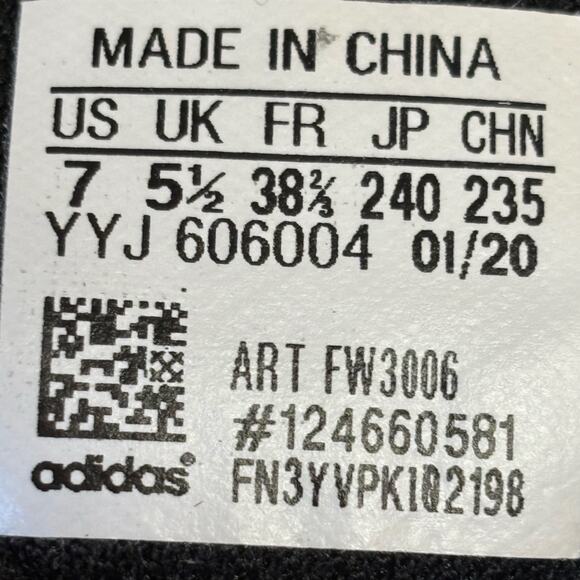 MADE IN CHINA
US UK FR JP CHN
7 5½ 38⅔ 240 235
YYJ 606004 01/20
ART FW3006
#124660581
FN3YVPK102198
adidas®